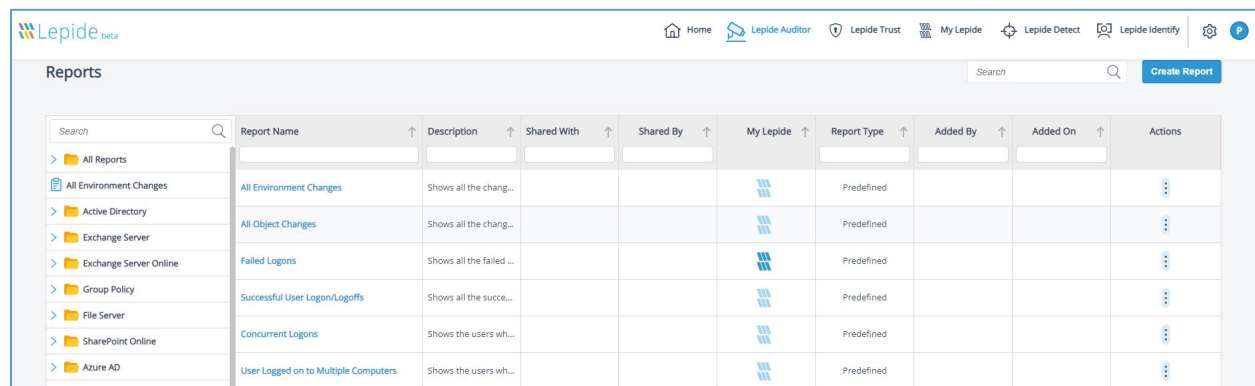 Lepide beta
Home
Lepide Auditor
Lepide Trust
My Lepide
Lepide Detect
Lepide Identify
P
Reports
Search
Create Report
Search
Report Name
Description
Shared With
Shared By
My Lepide
Report Type
Added By
Added On
Actions
All Reports
All Environment Changes
Active Directory
Exchange Server
Exchange Server Online
Group Policy
File Server
SharePoint Online
Azure AD
All Environment Changes Shows all the chang... Predefined
All Object Changes Shows all the chang... Predefined
Failed Logons Shows all the failed ... Predefined
Successful User Logon/Logoffs Shows all the succe... Predefined
Concurrent Logons Shows the users wh... Predefined
User Logged on to Multiple Computers Shows the users wh... Predefined